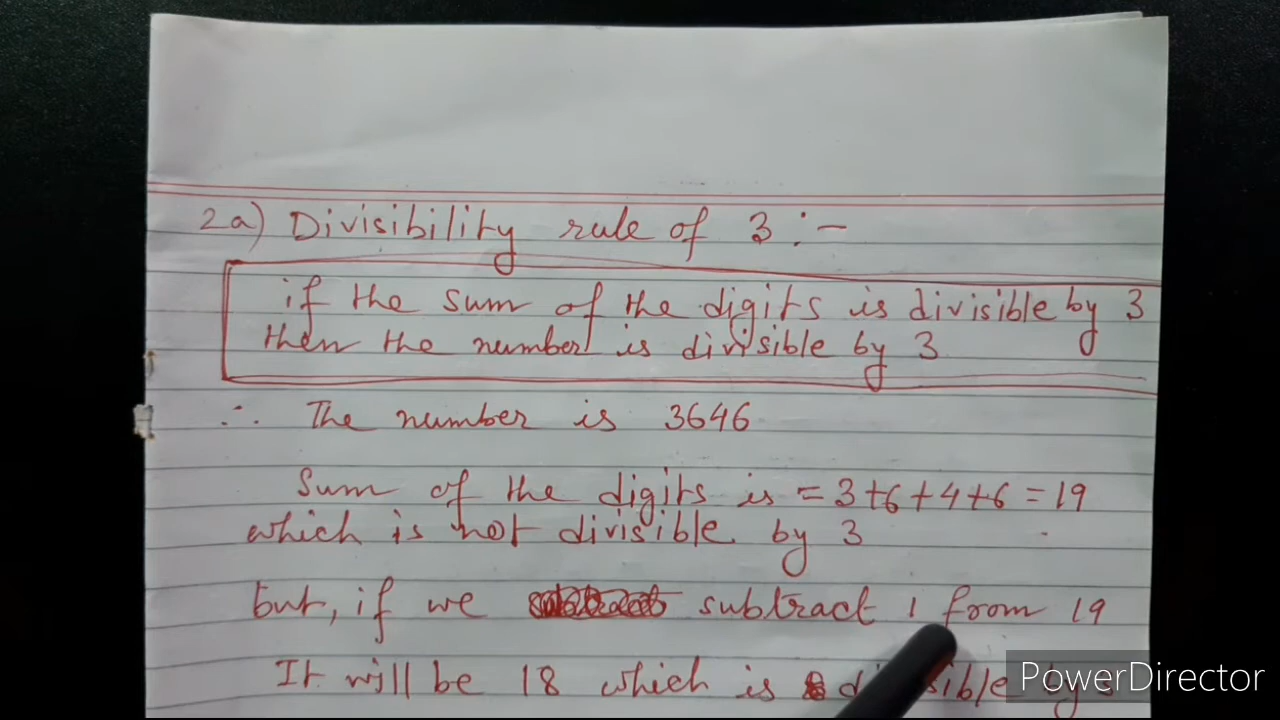 2a) Divisibility rule of 3 :-
if the sum of the digits is divisible by 3
then the number is divisible by 3
∴ The number is 3646
Sum of the digits is = 3+6+4+6 = 19
which is not divisible by 3
but, if we subtract 1 from 19
It will be 18 which is by 3
PowerDirector